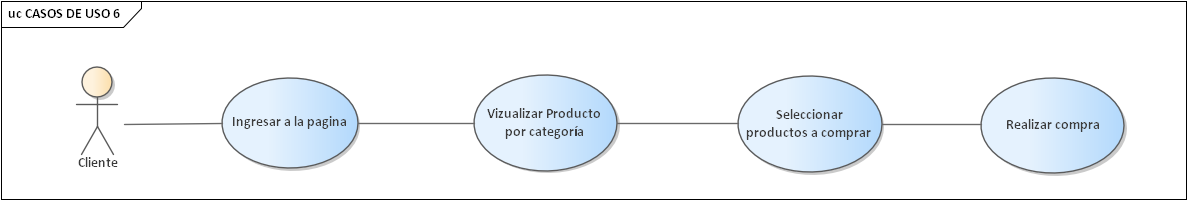 uc CASOS DE USO 6
Ingresar a la pagina
Vizualizar Producto
por categoría
Seleccionar
productos a comprar
Realizar compra
Cliente